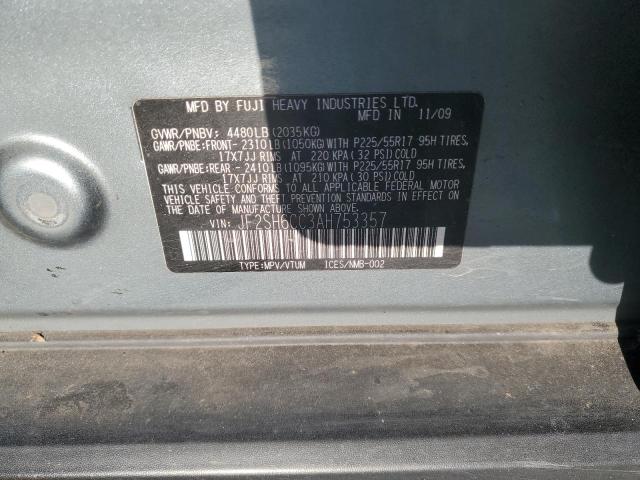 MFD BY FUJI HEAVY INDUSTRIES LTD.
MFD IN 11/09
GVWR/PNBV: 4480LB(2035KG)
GAWR/PNBE:FRONT- 2310LB(1050KG)WITH P225/55R17 95H TIRES,
17X7JJ RIMS AT 220 KPA(32 PSI)COLD
GAWR/PNBE:REAR - 2410LB(1095KG)WITH P225/55R17 95H TIRES,
17X7JJ RIMS AT 210 KPA(30 PSI)COLD
THIS VEHICLE CONFORMS TO ALL APPLICABLE FEDERAL MOTOR
VEHICLE SAFETY AND THEFT PREVENTION STANDARDS
IN EFFECT ON THE DATE OF MANUFACTURE SHOWN ABOVE.
VIN: JF2SH6CC3AH753357
TYPE:MPV/VTUM ICES/NMB-002